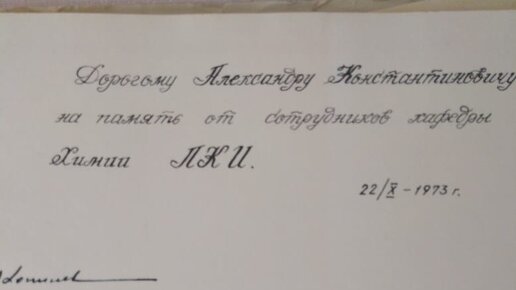 Дорогому Александру Константиновичу
на память от сотрудников кафедры
Химии ЛКИ.
22/X – 1973 г.